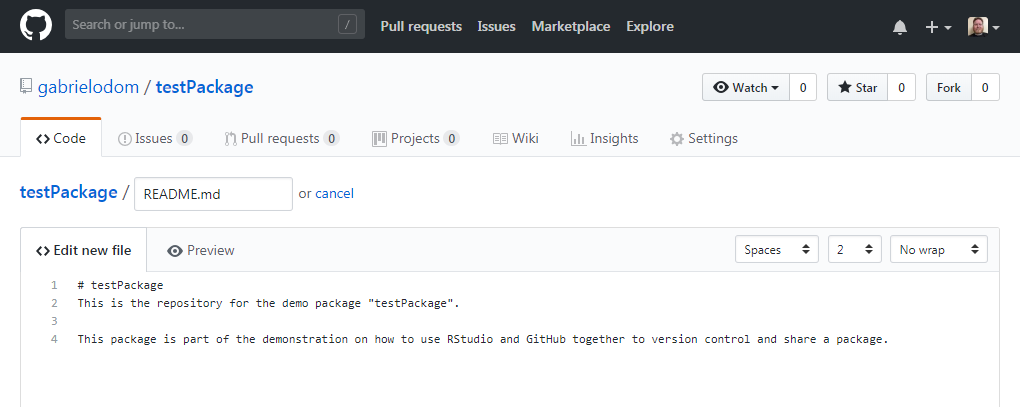 Search or jump to... / Pull requests Issues Marketplace Explore
gabrielodom / testPackage Watch 0 Star 0 Fork 0
Code Issues 0 Pull requests 0 Projects 0 Wiki Insights Settings
testPackage / README.md or cancel
Edit new file Preview Spaces 2 No wrap
1 # testPackage
2 This is the repository for the demo package "testPackage".
3
4 This package is part of the demonstration on how to use RStudio and GitHub together to version control and share a package.